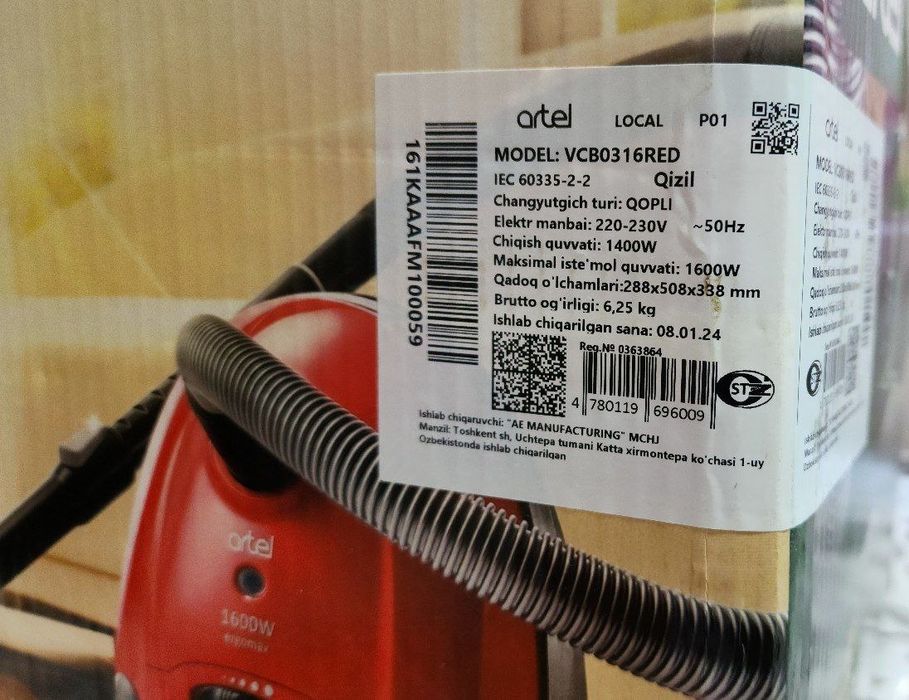 artel LOCAL P01
MODEL: VCB0316RED
IEC 60335-2-2 Qizil
Changyutgich turi: QOPLI
Elektr manbai: 220-230V ~50Hz
Chiqish quvvati: 1400W
Maksimal iste'mol quvvati: 1600W
Qadoq o'lchamlari:288x508x338 mm
Brutto og'irligi: 6,25 kg
Ishlab chiqarilgan sana: 08.01.24
Reg.№ 0363864
4 780119 696009
161KAAAFM100059
Ishlab chiqaruvchi: "AE MANUFACTURING" MCHJ
Manzil: Toshkent sh, Uchtepa tumani Katta xirmontepa ko'chasi 1-uy
Ozbekistonda ishlab chiqarilqan
artel
1600W
ergomax